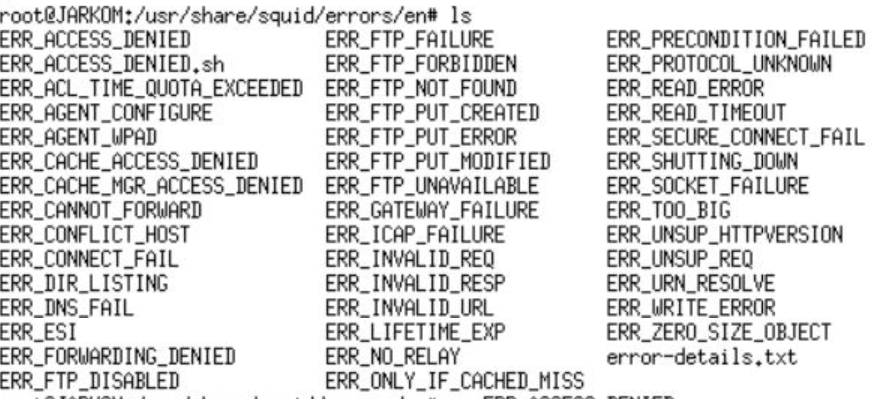 root@JARKOM:/usr/share/squid/errors/en# ls
ERR_ACCESS_DENIED ERR_FTP_FAILURE ERR_PRECONDITION_FAILED
ERR_ACCESS_DENIED.sh ERR_FTP_FORBIDDEN ERR_PROTOCOL_UNKNOWN
ERR_ACL_TIME_QUOTA_EXCEEDED ERR_FTP_NOT_FOUND ERR_READ_ERROR
ERR_AGENT_CONFIGURE ERR_FTP_PUT_CREATED ERR_READ_TIMEOUT
ERR_AGENT_WPAD ERR_FTP_PUT_ERROR ERR_SECURE_CONNECT_FAIL
ERR_CACHE_ACCESS_DENIED ERR_FTP_PUT_MODIFIED ERR_SHUTTING_DOWN
ERR_CACHE_MGR_ACCESS_DENIED ERR_FTP_UNAVAILABLE ERR_SOCKET_FAILURE
ERR_CANNOT_FORWARD ERR_GATEWAY_FAILURE ERR_TOO_BIG
ERR_CONFLICT_HOST ERR_ICAP_FAILURE ERR_UNSUP_HTTPVERSION
ERR_CONNECT_FAIL ERR_INVALID_REQ ERR_UNSUP_REQ
ERR_DIR_LISTING ERR_INVALID_RESP ERR_URN_RESOLVE
ERR_DNS_FAIL ERR_INVALID_URL ERR_WRITE_ERROR
ERR_ESI ERR_LIFETIME_EXP ERR_ZERO_SIZE_OBJECT
ERR_FORWARDING_DENIED ERR_NO_RELAY error-details.txt
ERR_FTP_DISABLED ERR_ONLY_IF_CACHED_MISS